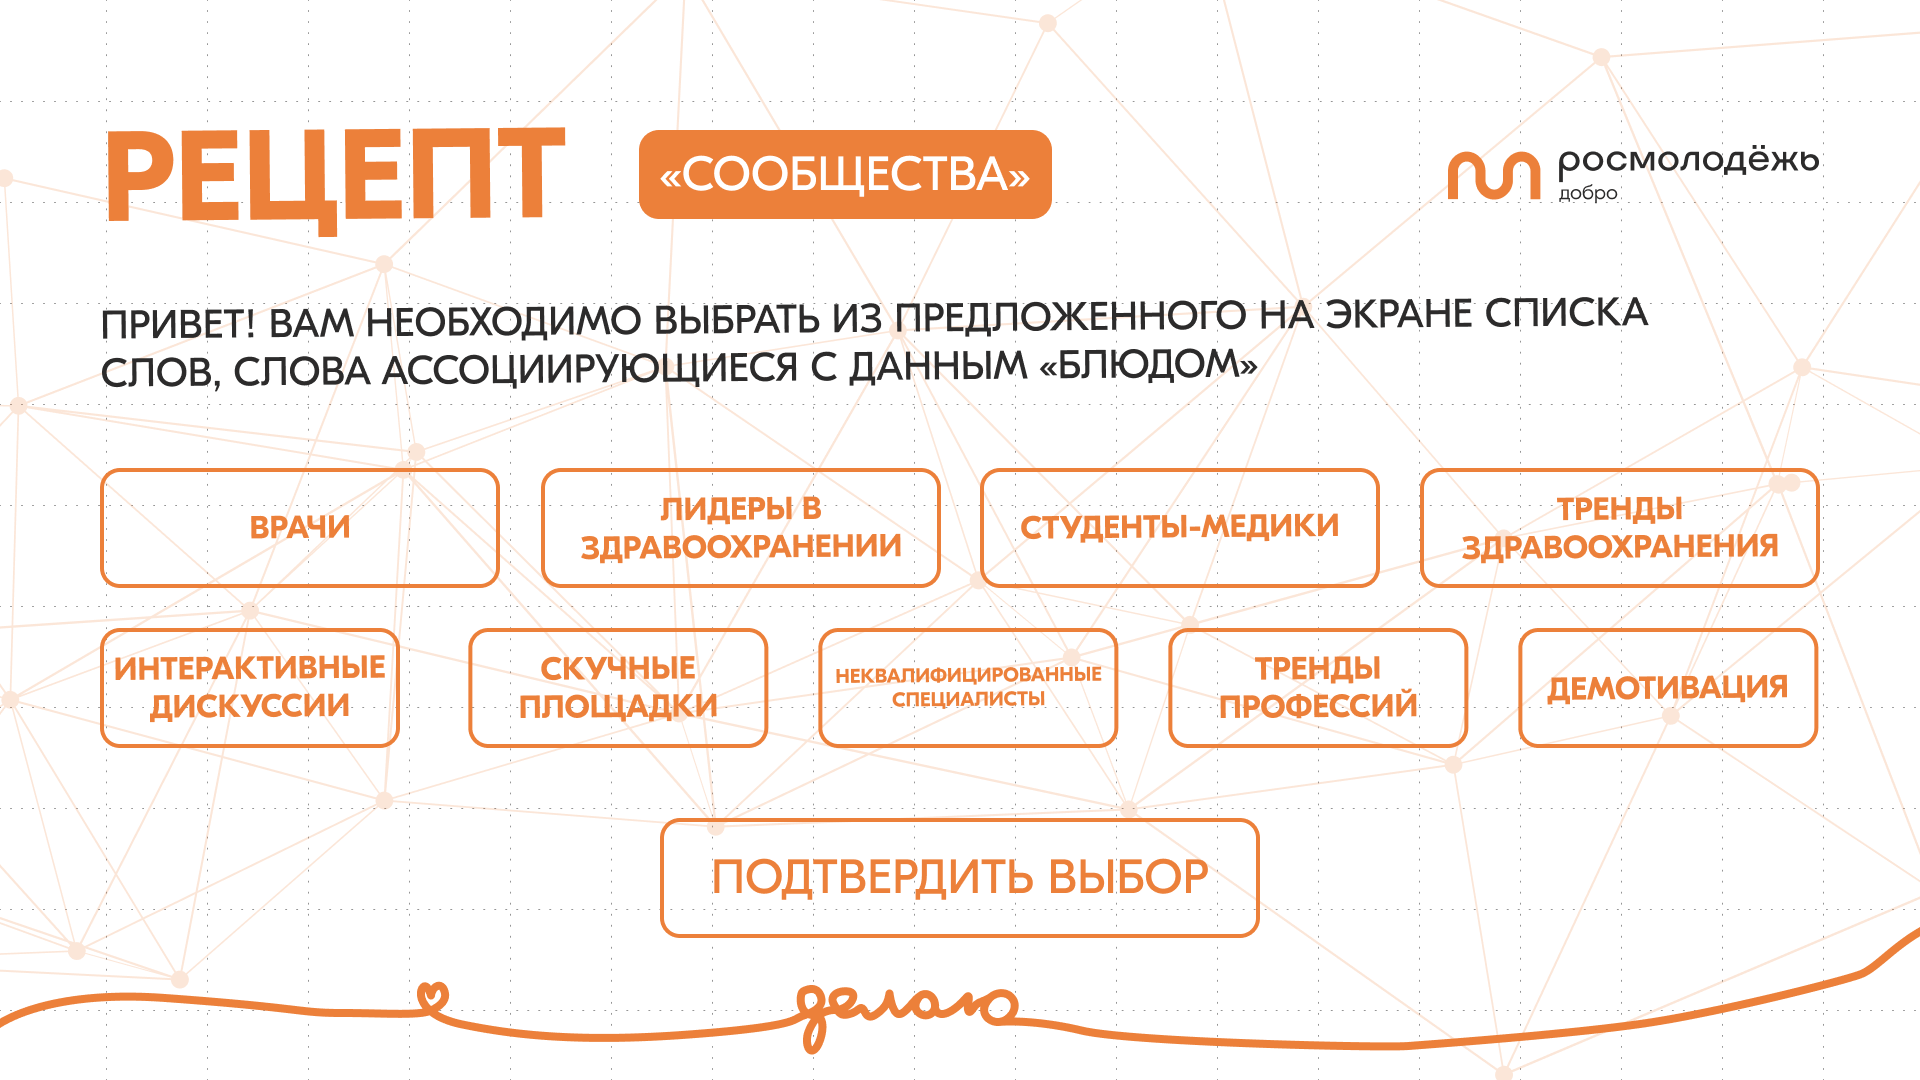 РЕЦЕПТ
«СООБЩЕСТВА»
росмолодёжь
добро
ПРИВЕТ! ВАМ НЕОБХОДИМО ВЫБРАТЬ ИЗ ПРЕДЛОЖЕННОГО НА ЭКРАНЕ СПИСКА
СЛОВ, СЛОВА АССОЦИИРУЮЩИЕСЯ С ДАННЫМ «БЛЮДОМ»
ВРАЧИ
ЛИДЕРЫ В
ЗДРАВООХРАНЕНИИ
СТУДЕНТЫ-МЕДИКИ
ТРЕНДЫ
ЗДРАВООХРАНЕНИЯ
ИНТЕРАКТИВНЫЕ
ДИСКУССИИ
СКУЧНЫЕ
ПЛОЩАДКИ
НЕКВАЛИФИЦИРОВАННЫЕ
СПЕЦИАЛИСТЫ
ТРЕНДЫ
ПРОФЕССИЙ
ДЕМОТИВАЦИЯ
ПОДТВЕРДИТЬ ВЫБОР
делаю